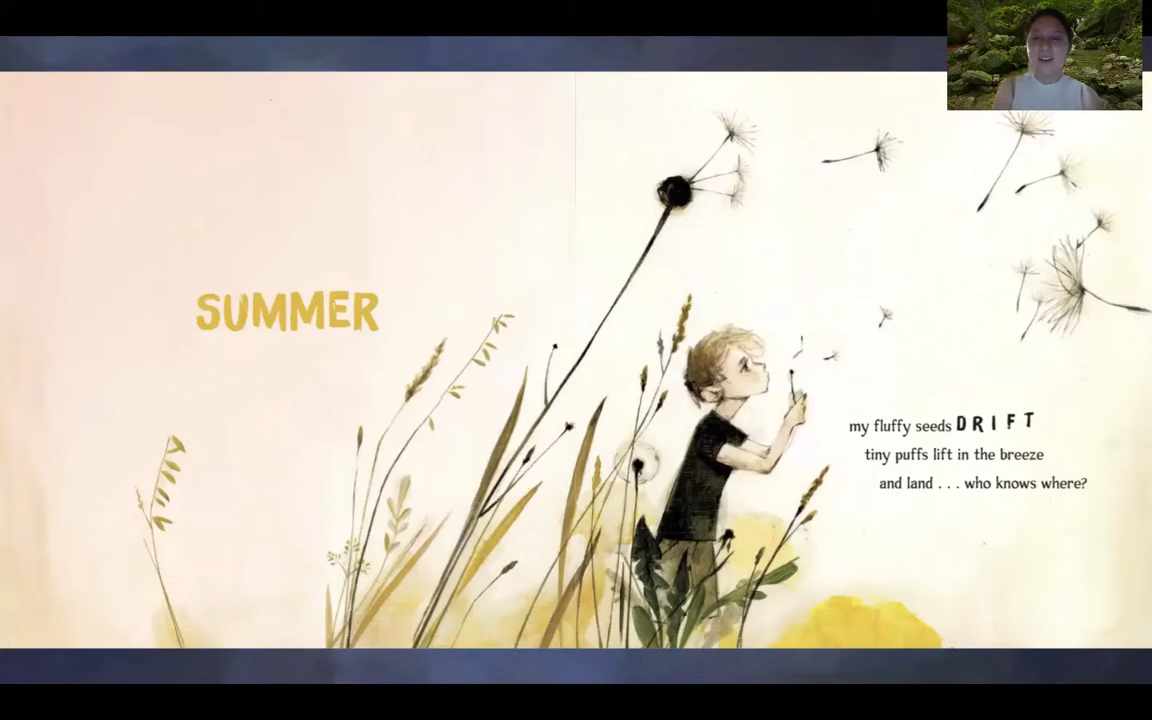 SUMMER
my fluffy seeds DRIFT
tiny puffs lift in the breeze
and land . . . who knows where?